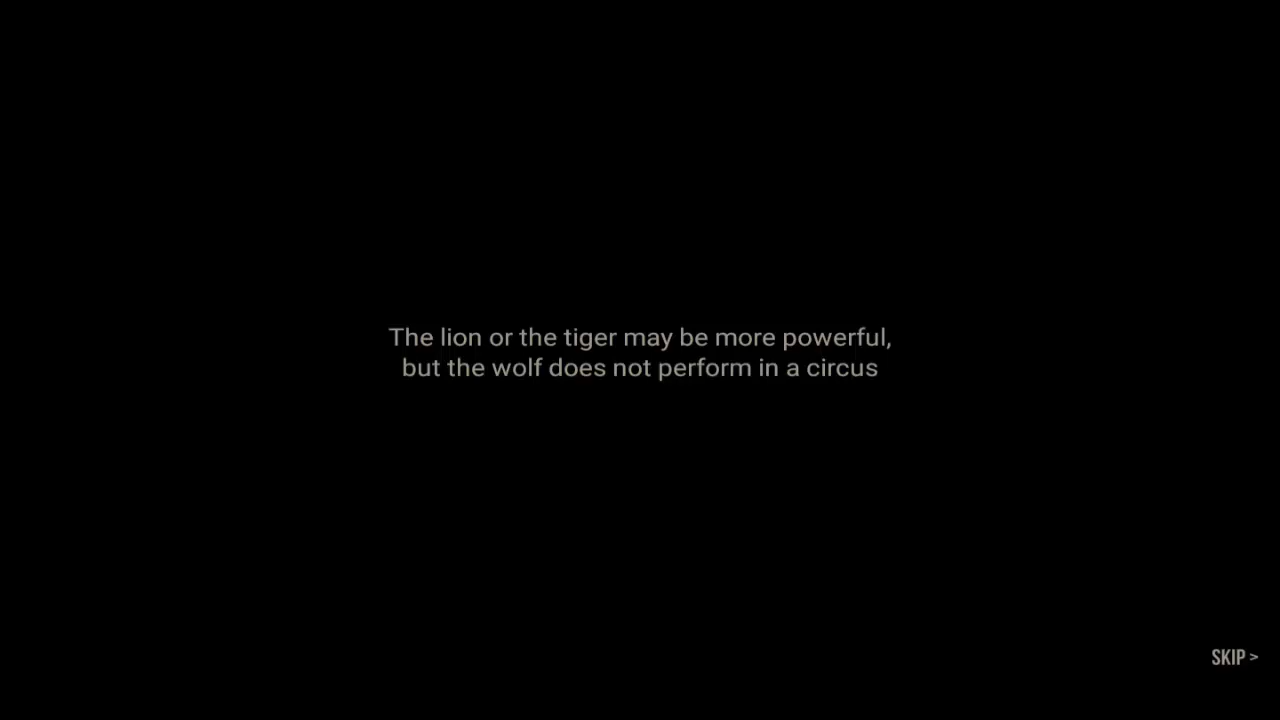 The lion or the tiger may be more powerful,
but the wolf does not perform in a circus
SKIP >